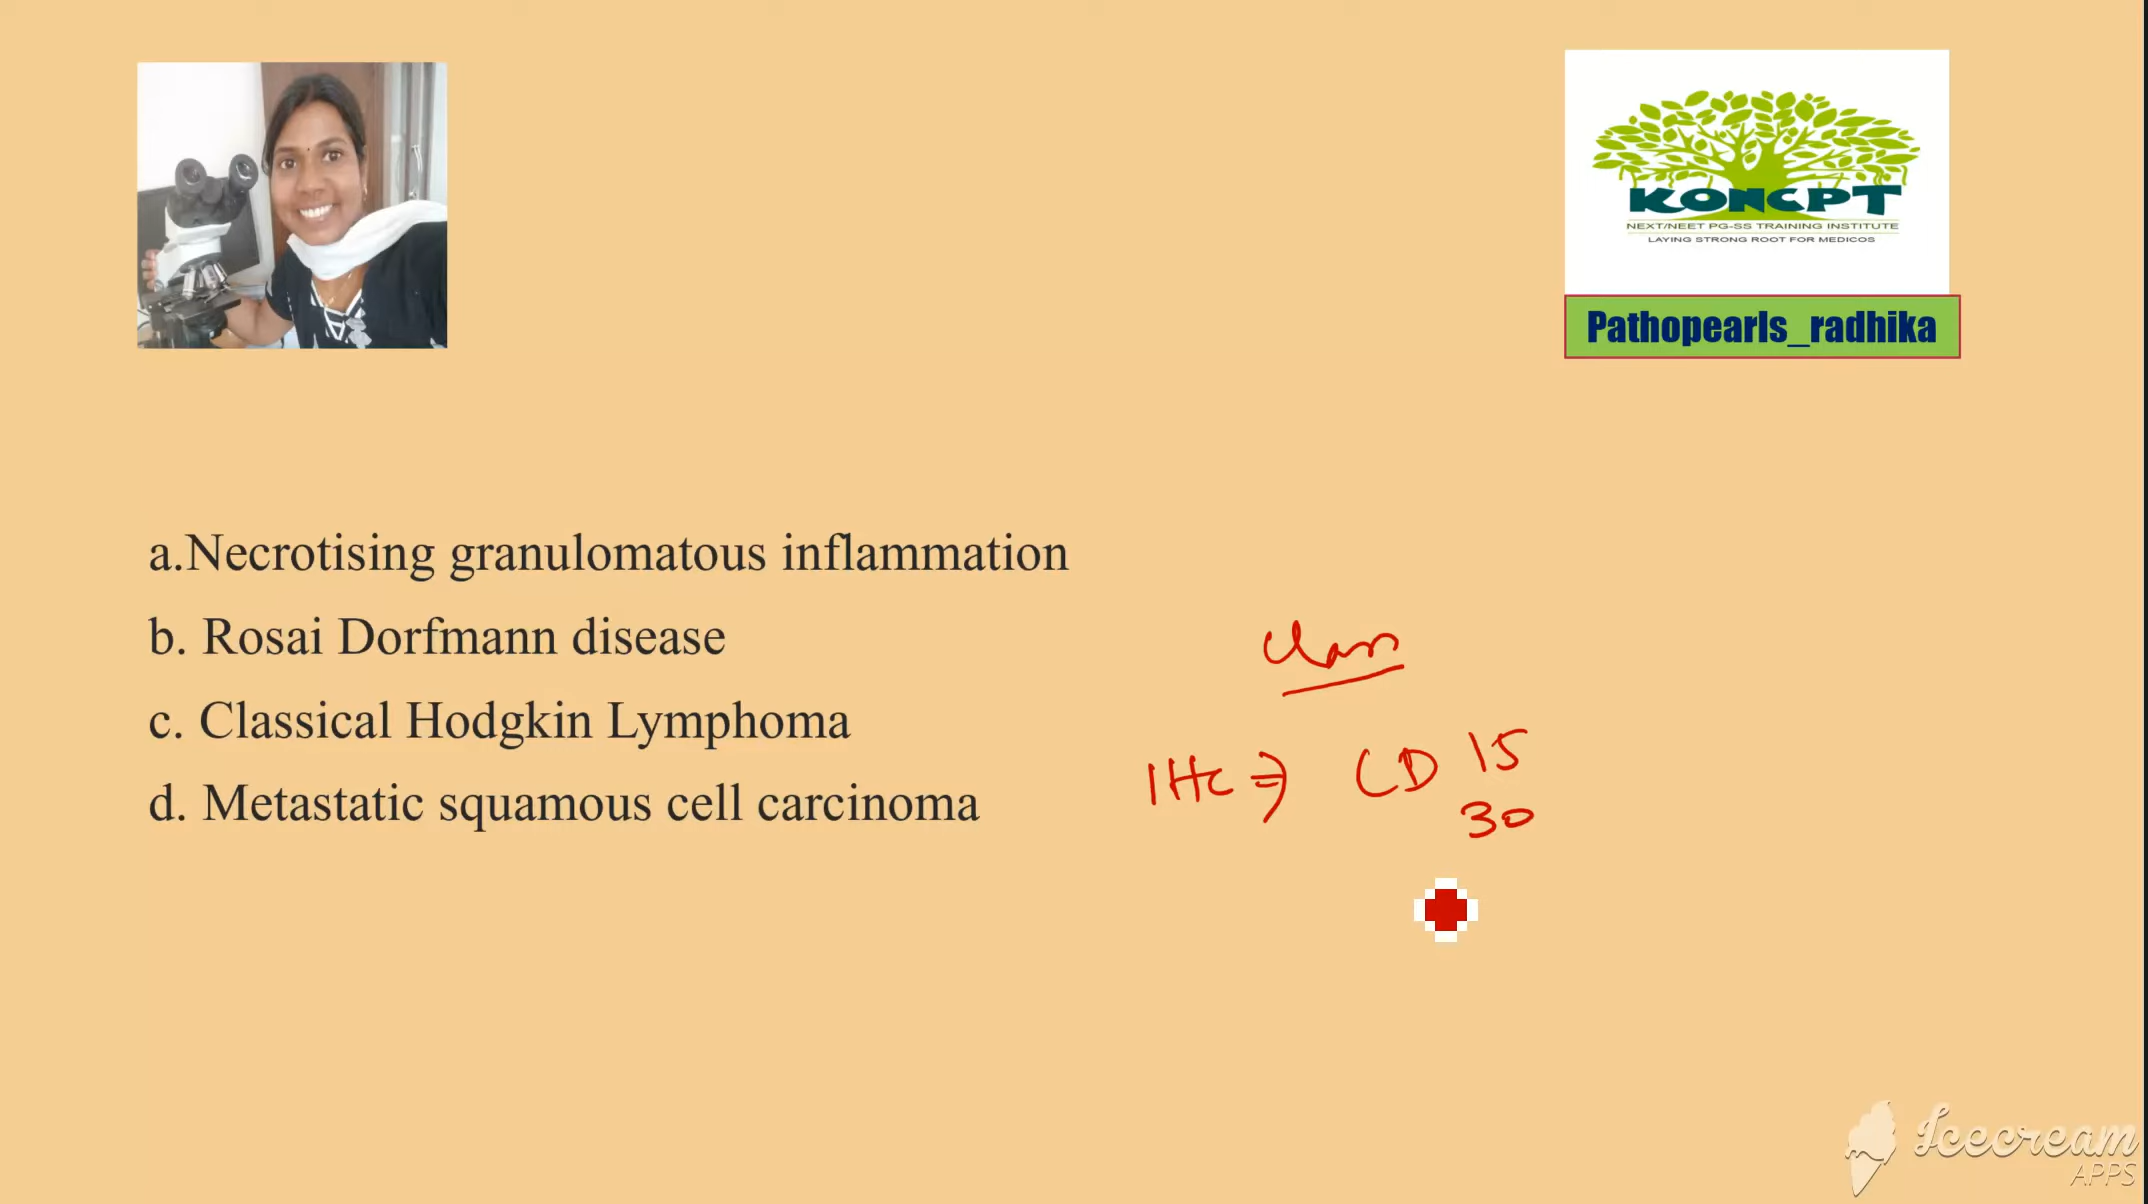 KONCPT
NEXT/NEET PG-SS TRAINING INSTITUTE
LAYING STRONG ROOT FOR MEDICOS
Pathopearls_radhika
a.Necrotising granulomatous inflammation
b. Rosai Dorfmann disease
c. Classical Hodgkin Lymphoma
d. Metastatic squamous cell carcinoma
Class
IHC ⇒ CD 15
30
Icecream
APPS